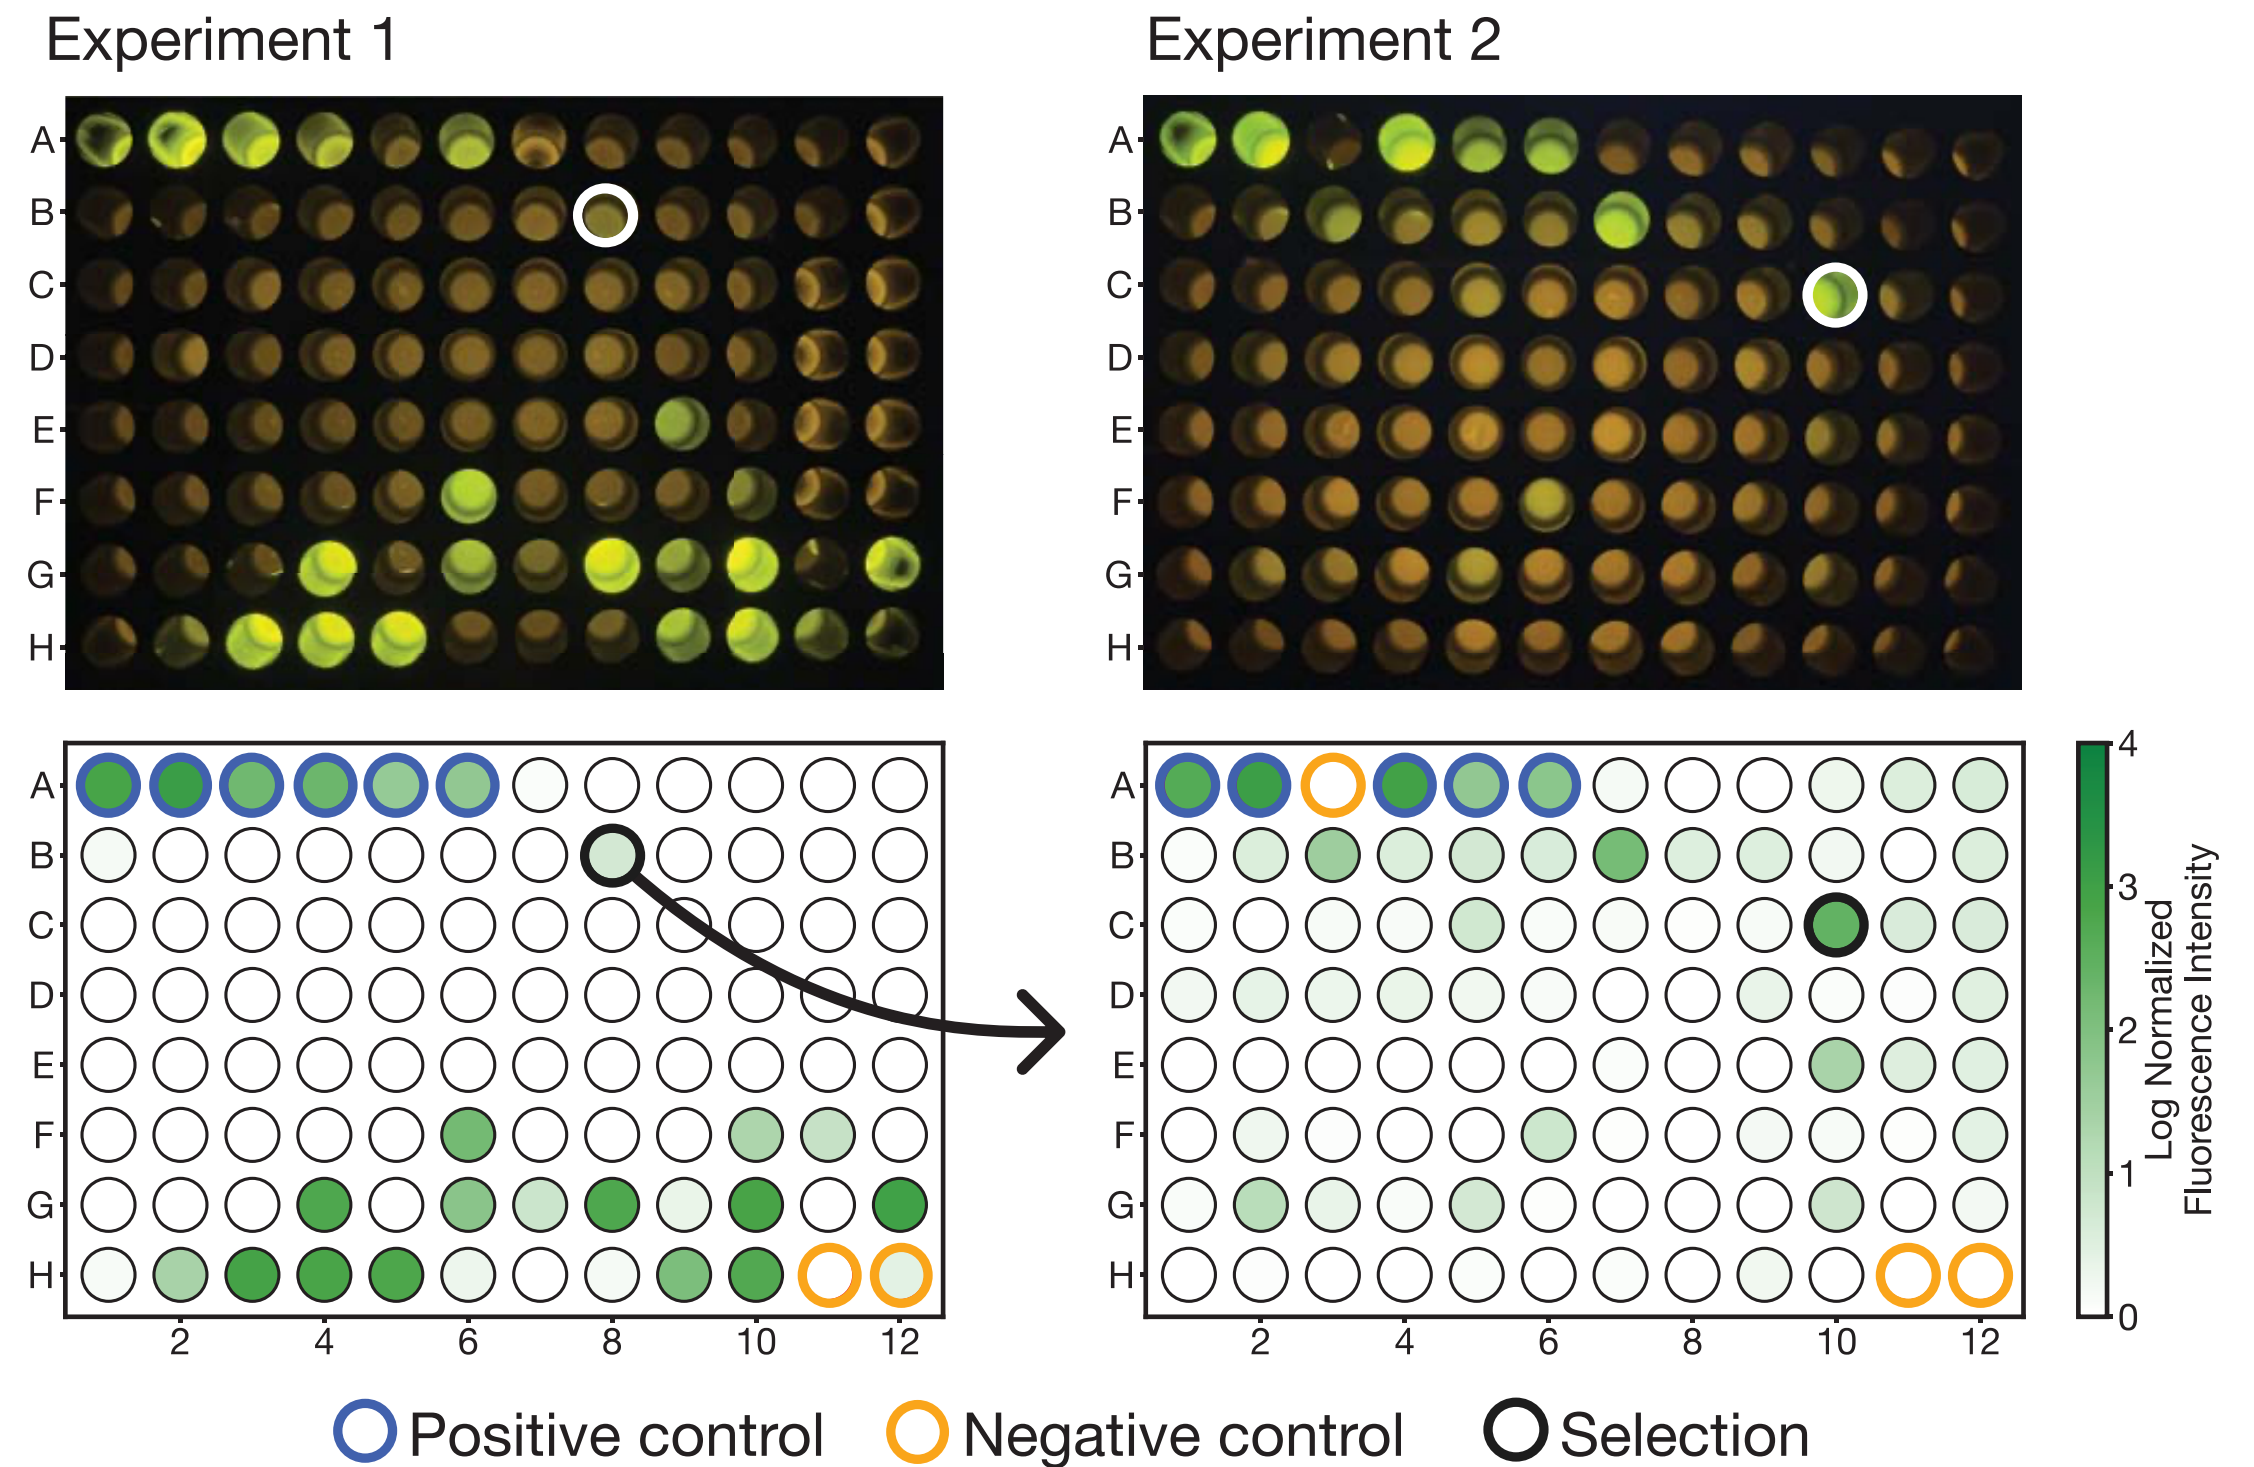 Experiment 1
Experiment 2
A
B
C
D
E
F
G
H
A
B
C
D
E
F
G
H
A
B
C
D
E
F
G
H
2 4 6 8 10 12
A
B
C
D
E
F
G
H
2 4 6 8 10 12
4
3
2
1
0
Log Normalized
Fluorescence Intensity
Positive control
Negative control
Selection